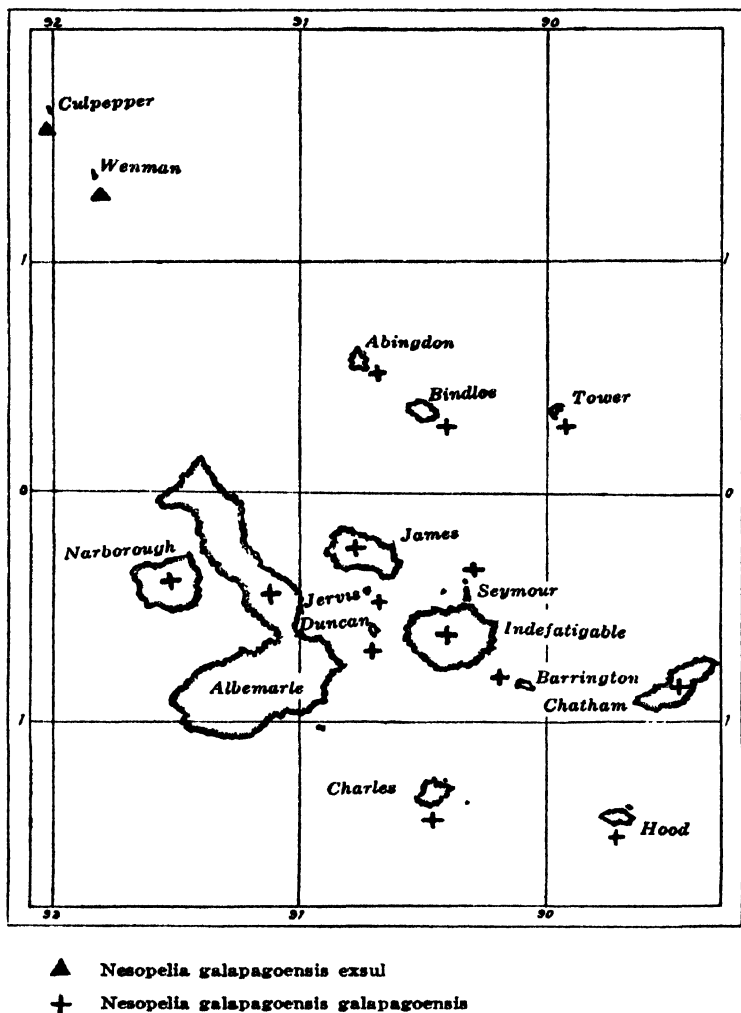 92 91 90
Culpepper
Wenman
1 1
Abingdon
Bindloe
Tower
0 0
James
Narborough
Seymour
Jervis
Duncan
Indefatigable
Barrington
Albemarle
Chatham
1 1
Charles
Hood
92 91 90
Nesopelia galapagoensis exsul
Nesopelia galapagoensis galapagoensis